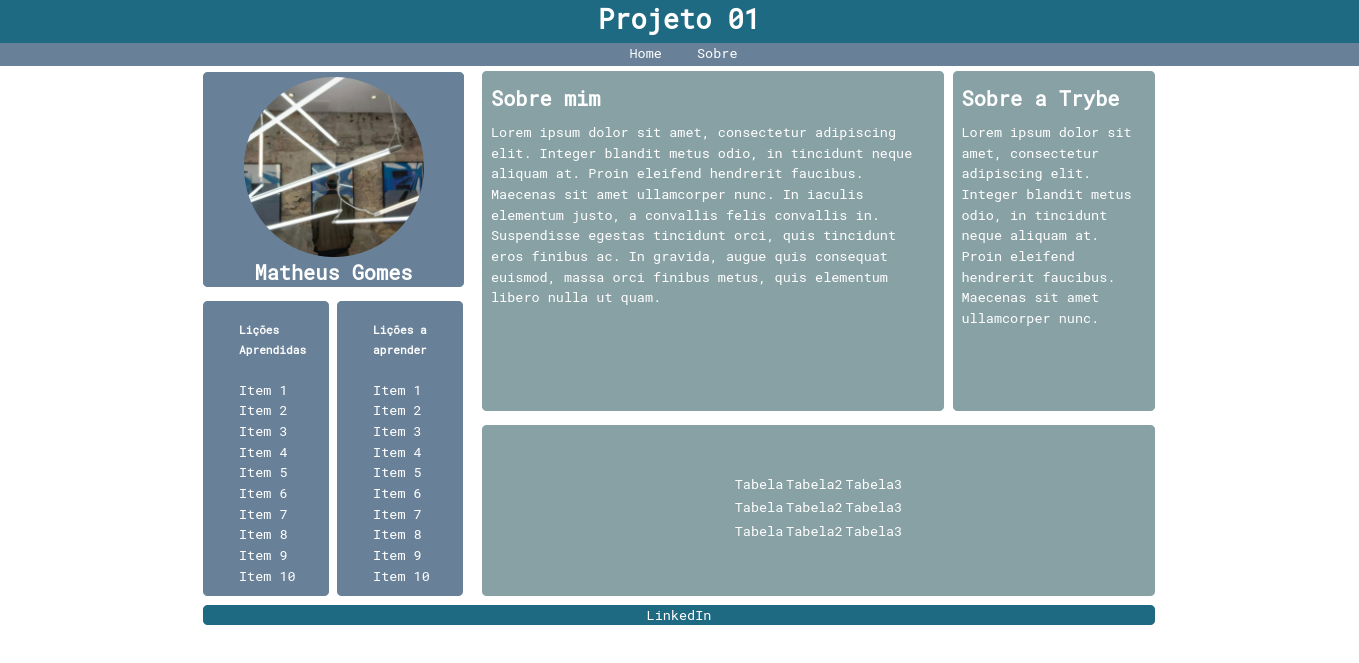 Projeto 01
Home Sobre
Matheus Gomes
Lições
Aprendidas
Item 1
Item 2
Item 3
Item 4
Item 5
Item 6
Item 7
Item 8
Item 9
Item 10
Lições a
aprender
Item 1
Item 2
Item 3
Item 4
Item 5
Item 6
Item 7
Item 8
Item 9
Item 10
Sobre mim
Lorem ipsum dolor sit amet, consectetur adipiscing
elit. Integer blandit metus odio, in tincidunt neque
aliquam at. Proin eleifend hendrerit faucibus.
Maecenas sit amet ullamcorper nunc. In iaculis
elementum justo, a convallis felis convallis in.
Suspendisse egestas tincidunt orci, quis tincidunt
eros finibus ac. In gravida, augue quis consequat
euismod, massa orci finibus metus, quis elementum
libero nulla ut quam.
Sobre a Trybe
Lorem ipsum dolor sit
amet, consectetur
adipiscing elit.
Integer blandit metus
odio, in tincidunt
neque aliquam at.
Proin eleifend
hendrerit faucibus.
Maecenas sit amet
ullamcorper nunc.
Tabela Tabela2 Tabela3
Tabela Tabela2 Tabela3
Tabela Tabela2 Tabela3
LinkedIn